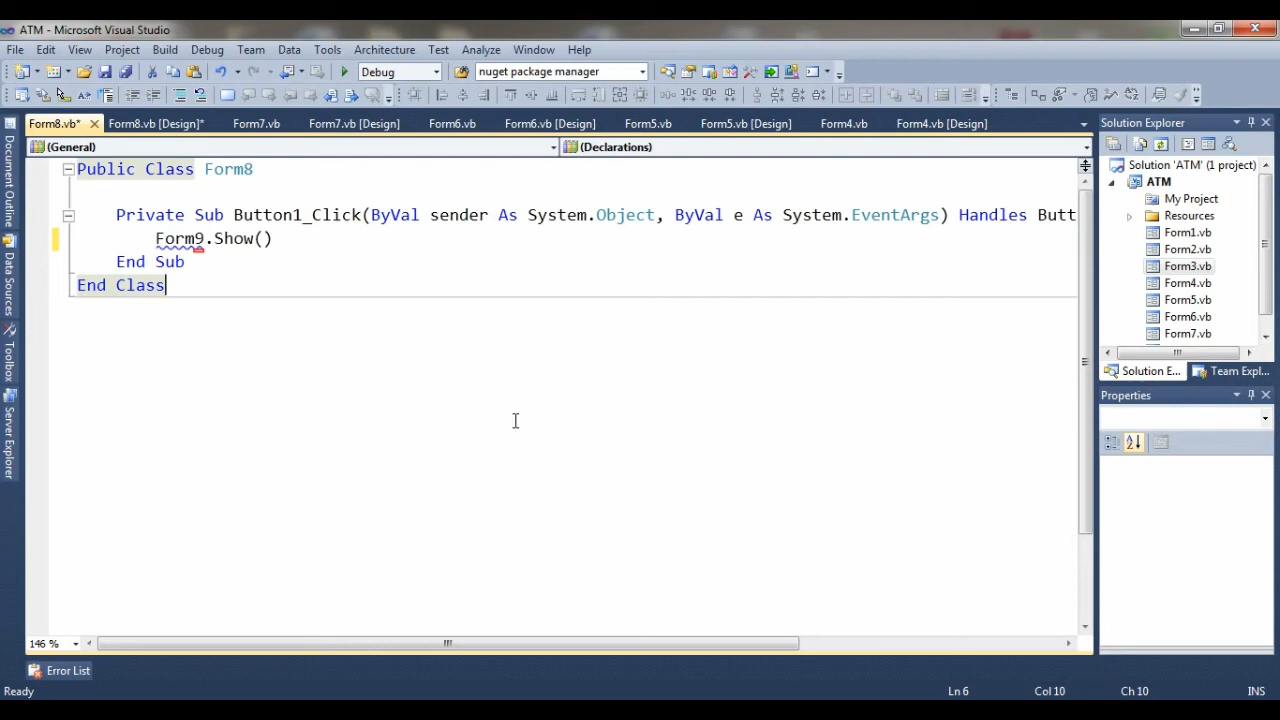 ATM - Microsoft Visual Studio
File Edit View Project Build Debug Team Data Tools Architecture Test Analyze Window Help
Debug nuget package manager
Form8.vb* Form8.vb [Design]* Form7.vb Form7.vb [Design] Form6.vb Form6.vb [Design] Form5.vb Form5.vb [Design] Form4.vb Form4.vb [Design]
(General) (Declarations)
Public Class Form8
Private Sub Button1_Click(ByVal sender As System.Object, ByVal e As System.EventArgs) Handles Butt
Form9.Show()
End Sub
End Class
Document Outline
Data Sources
Toolbox
Server Explorer
Solution Explorer
Solution 'ATM' (1 project)
ATM
My Project
Resources
Form1.vb
Form2.vb
Form3.vb
Form4.vb
Form5.vb
Form6.vb
Form7.vb
Solution E... Team Expl...
Properties
146 %
Error List
Ready Ln 6 Col 10 Ch 10 INS